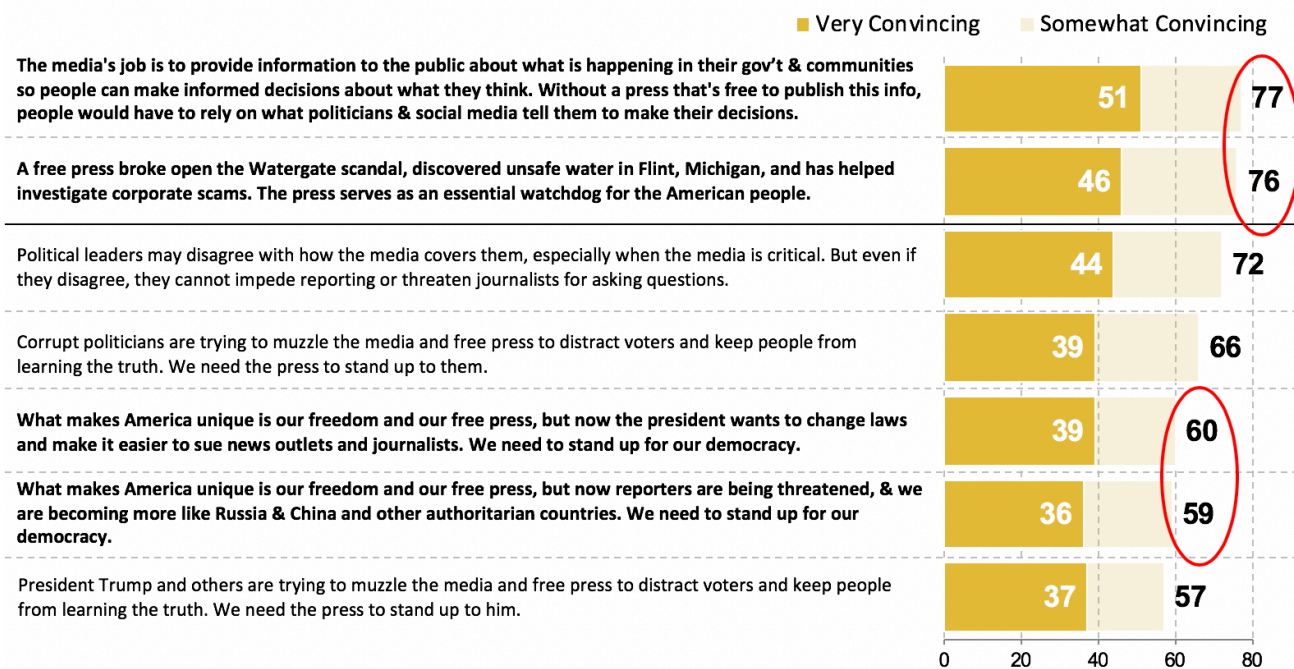 Very Convincing
Somewhat Convincing
The media's job is to provide information to the public about what is happening in their gov't & communities
so people can make informed decisions about what they think. Without a press that's free to publish this info,
people would have to rely on what politicians & social media tell them to make their decisions.
51
77
A free press broke open the Watergate scandal, discovered unsafe water in Flint, Michigan, and has helped
investigate corporate scams. The press serves as an essential watchdog for the American people.
46
76
Political leaders may disagree with how the media covers them, especially when the media is critical. But even if
they disagree, they cannot impede reporting or threaten journalists for asking questions.
44
72
Corrupt politicians are trying to muzzle the media and free press to distract voters and keep people from
learning the truth. We need the press to stand up to them.
39
66
What makes America unique is our freedom and our free press, but now the president wants to change laws
and make it easier to sue news outlets and journalists. We need to stand up for our democracy.
39
60
What makes America unique is our freedom and our free press, but now reporters are being threatened, & we
are becoming more like Russia & China and other authoritarian countries. We need to stand up for our
democracy.
36
59
President Trump and others are trying to muzzle the media and free press to distract voters and keep people
from learning the truth. We need the press to stand up to him.
37
57
0 20 40 60 80